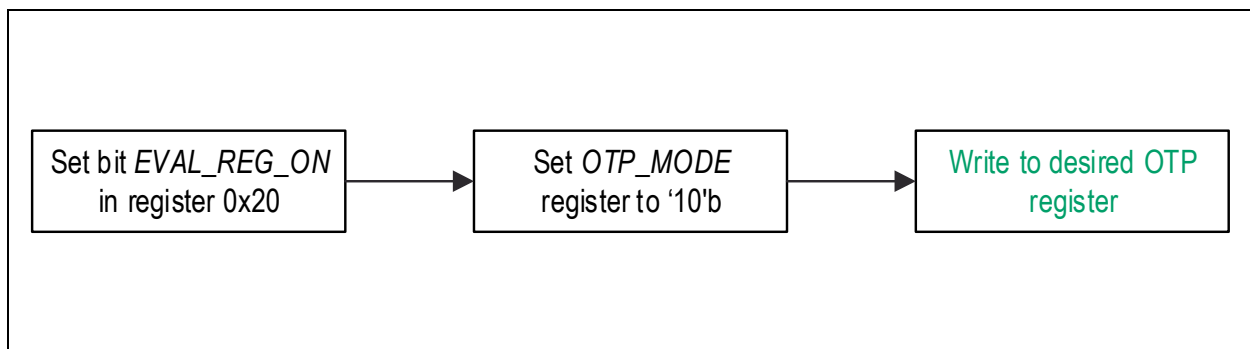 Set bit EVAL_REG_ON
in register 0x20
Set OTP_MODE
register to ‘10'b
Write to desired OTP
register